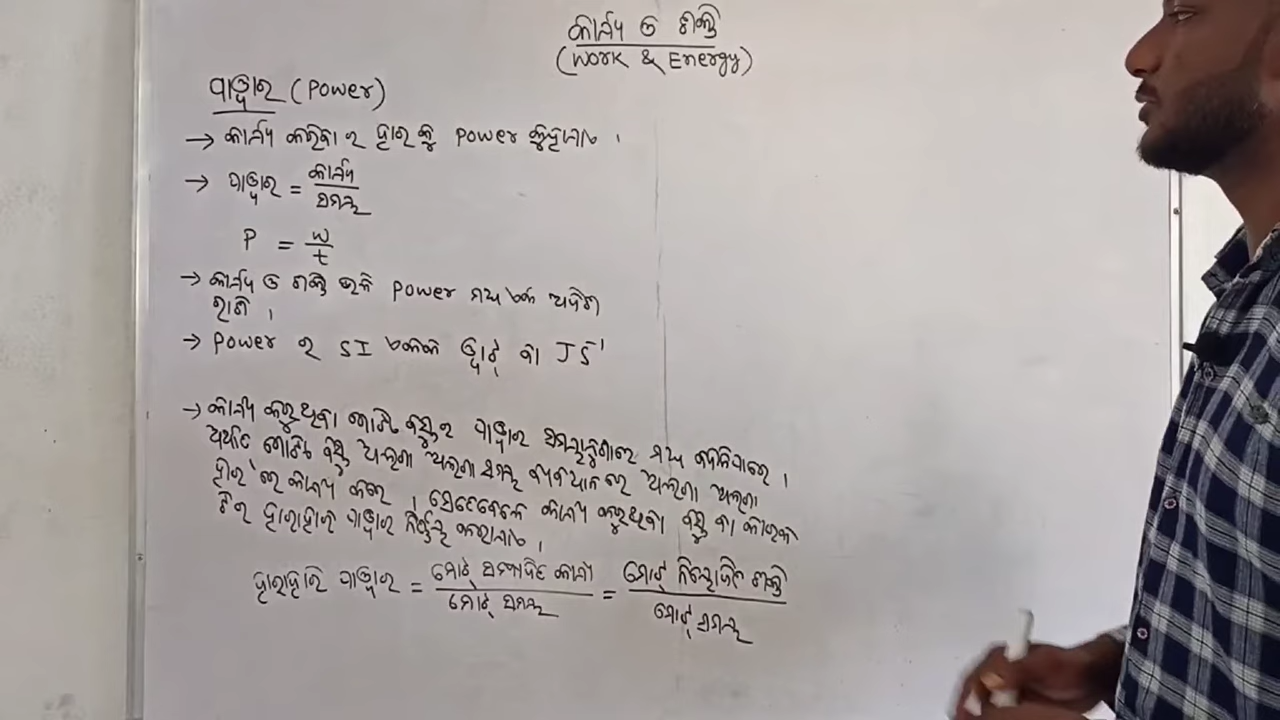 କାର୍ଯ୍ୟ ଓ ଶକ୍ତି
(Work & Energy)
ପାୱାର (Power)
→ କାର୍ଯ୍ୟ କରିବାର ହାରକୁ Power କୁହାଯାଏ ।
→ ପାୱାର = କାର୍ଯ୍ୟ / ସମୟ
P = W / t
→ କାର୍ଯ୍ୟ ଓ ଶକ୍ତି ଭଳି Power ମଧ୍ୟ ଏକ ଅଦିଶ
ରାଶି ।
→ Power ର SI ଏକକ ୱାଟ୍ ବା JS⁻¹
→ କାର୍ଯ୍ୟ କରୁଥିବା କୌଣସି ବସ୍ତୁର ପାୱାର ସମୟାନୁସାରେ ମଧ୍ୟ ବଦଳିପାରେ ।
ଅର୍ଥାତ୍ ଗୋଟିଏ ବସ୍ତୁ ଅଲଗା ଅଲଗା ସମୟ ବ୍ୟବଧାନରେ ଅଲଗା ଅଲଗା
ହାରରେ କାର୍ଯ୍ୟ କରେ । ସେତେବେଳେ କାର୍ଯ୍ୟ କରୁଥିବା ବସ୍ତୁ ବା କାରକ
ଟିର ହାରାହାରି ପାୱାର ନିର୍ଣ୍ଣୟ କରାଯାଏ ।
ହାରାହାରି ପାୱାର = ମୋଟ୍ ସମ୍ପାଦିତ କାର୍ଯ୍ୟ / ମୋଟ୍ ସମୟ = ମୋଟ୍ ନିୟୋଜିତ ଶକ୍ତି / ମୋଟ୍ ସମୟ